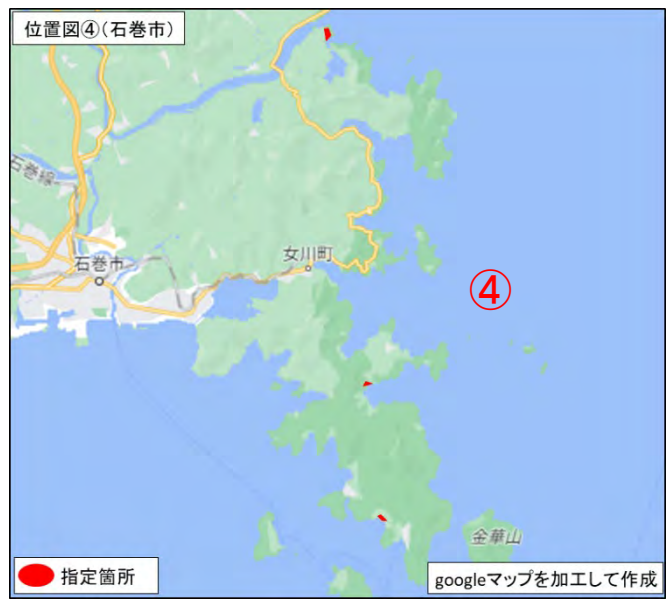 位置図④(石巻市)
石巻線
石巻市
女川町
④
金華山
指定箇所
googleマップを加工して作成